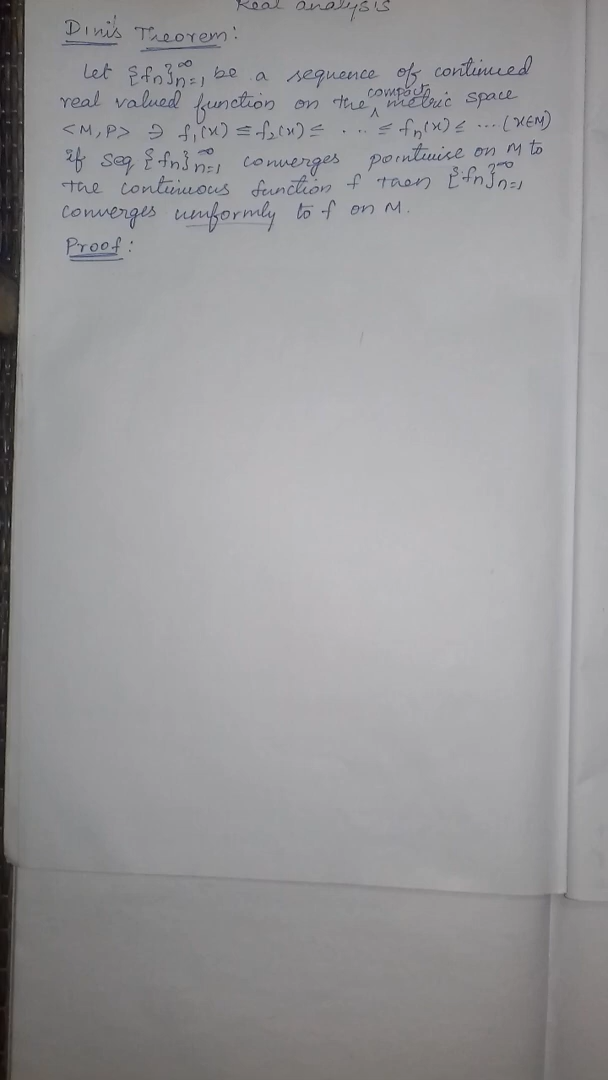 Real analysis
Dini's Theorem:
Let {fn}∞n=1 be a sequence of continued
real valued function on the ^compact metric space
<M, P> ∋ f1(x) ≤ f2(x) ≤ ... ≤ fn(x) ≤ ... (x∈M)
if seq {fn}∞n=1 converges pointwise on M to
the continuous function f then {fn}∞n=1
converges uniformly to f on M.
Proof: